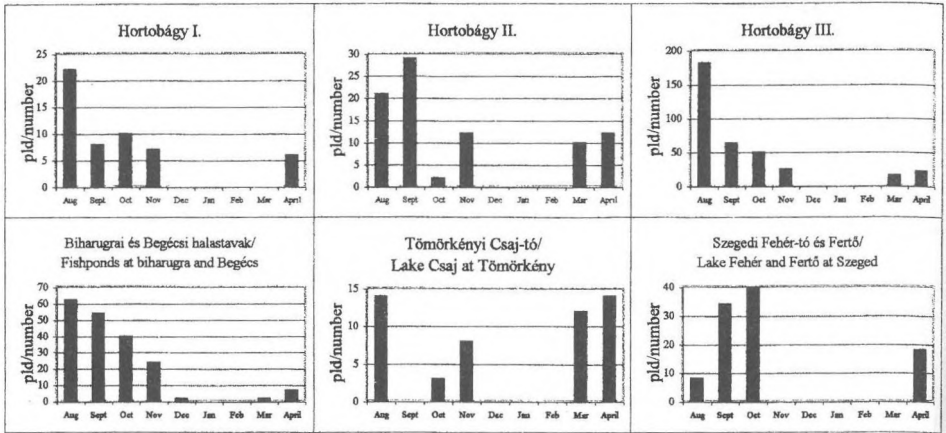 Hortobágy I.
pld/number
25
20
15
10
5
0
Aug Sept Oct Nov Dec Jan Feb Mar April
Hortobágy II.
pld/number
30
25
20
15
10
5
0
Aug Sept Oct Nov Dec Jan Feb Mar April
Hortobágy III.
pld/number
200
150
100
50
0
Aug Sept Oct Nov Dec Jan Feb Mar April
Biharugrai és Begécsi halastavak/
Fishponds at biharugra and Begécs
pld/number
70
60
50
40
30
20
10
0
Aug Sept Oct Nov Dec Jan Feb Mar April
Tömörkényi Csaj-tó/
Lake Csaj at Tömörkény
pld/number
15
10
5
0
Aug Sept Oct Nov Dec Jan Feb Mar April
Szegedi Fehér-tó és Fertő/
Lake Fehér and Fertő at Szeged
pld/number
40
30
20
10
0
Aug Sept Oct Nov Dec Jan Feb Mar April